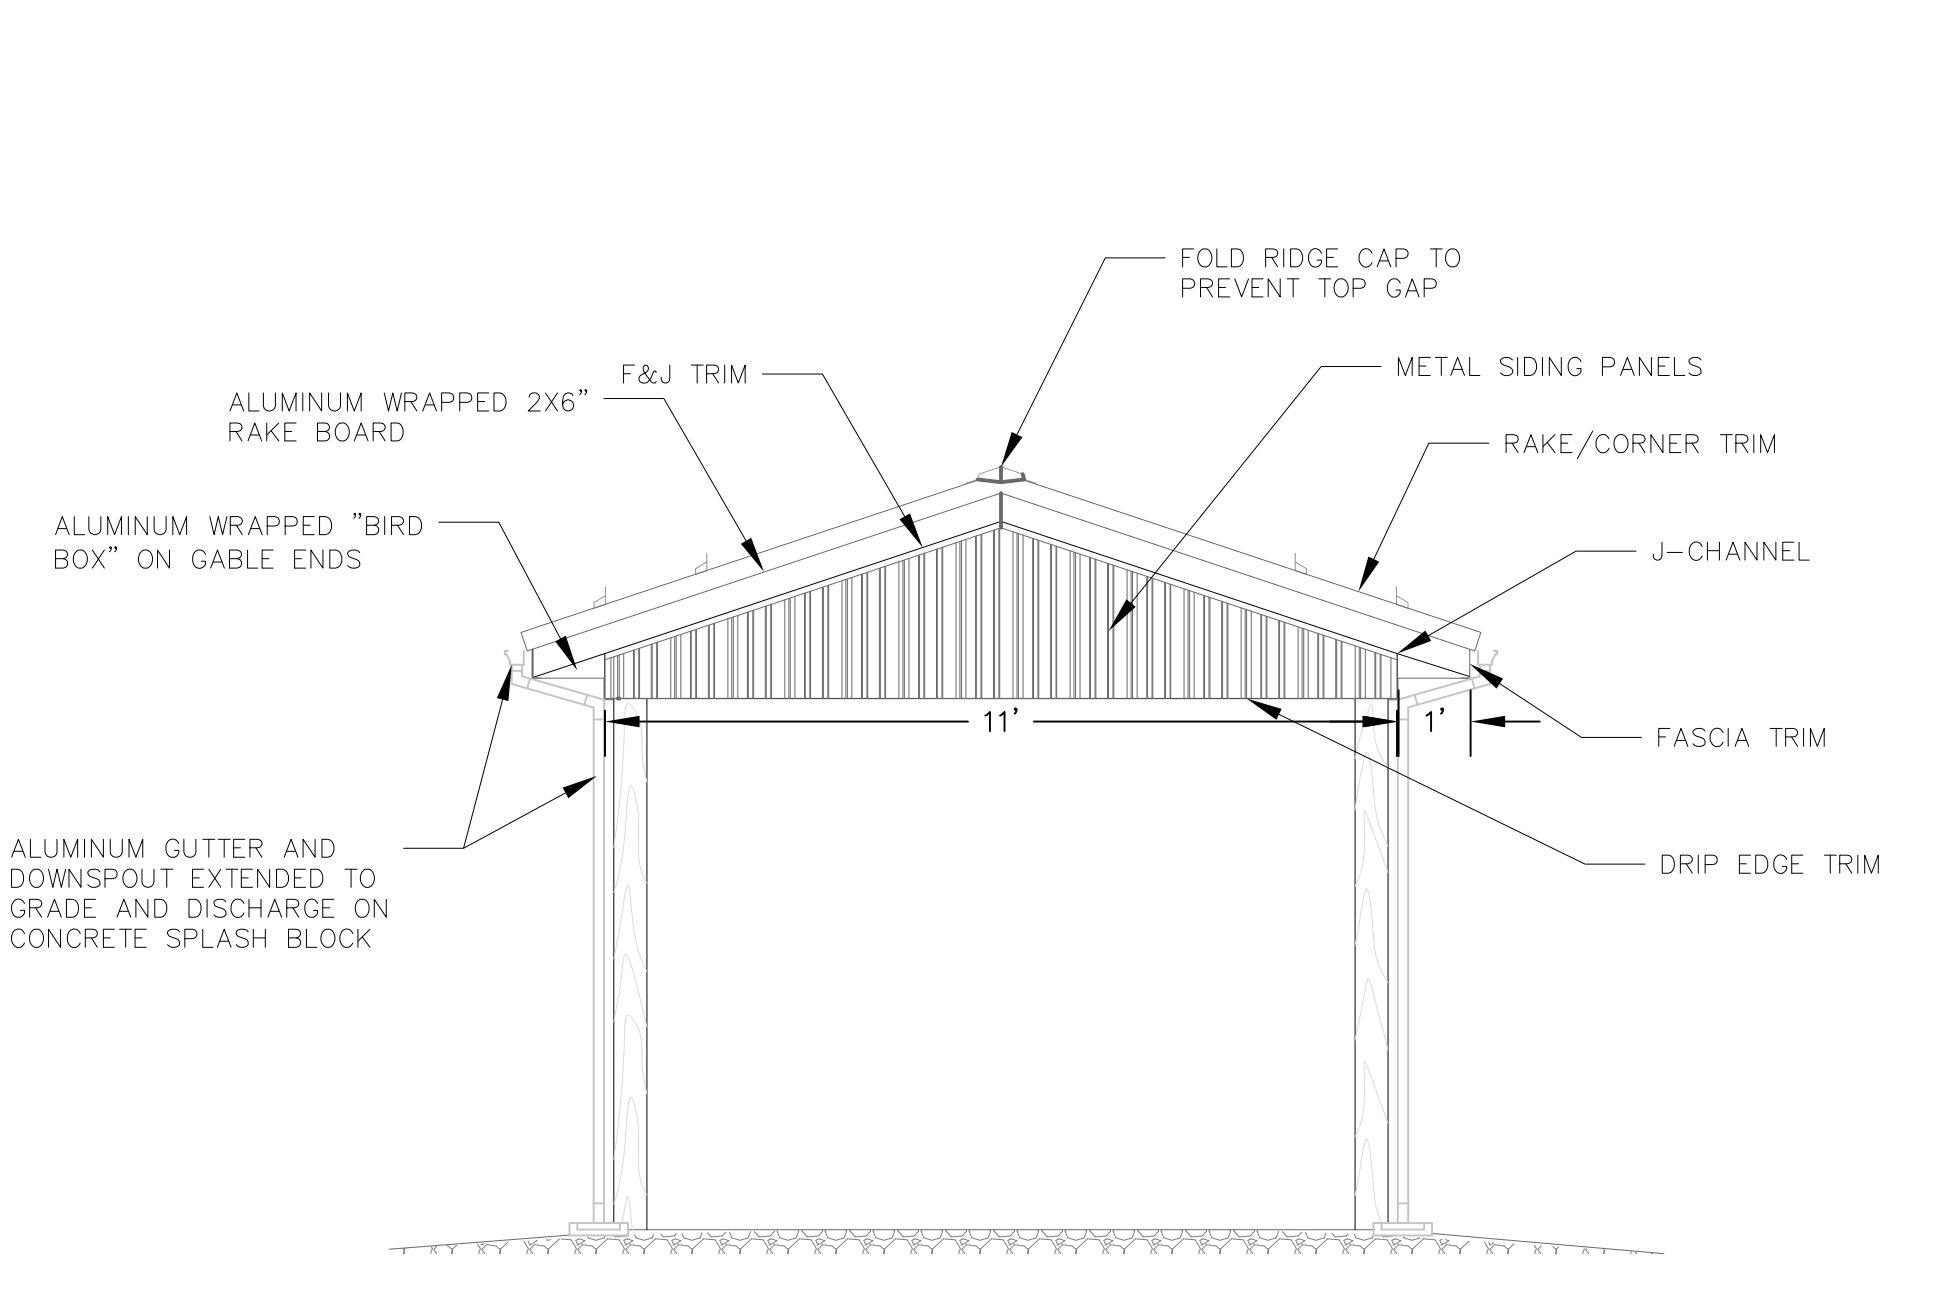 FOLD RIDGE CAP TO
PREVENT TOP GAP
F&J TRIM
METAL SIDING PANELS
ALUMINUM WRAPPED 2X6"
RAKE BOARD
RAKE/CORNER TRIM
ALUMINUM WRAPPED "BIRD
BOX" ON GABLE ENDS
J-CHANNEL
11'
1'
FASCIA TRIM
ALUMINUM GUTTER AND
DOWNSPOUT EXTENDED TO
GRADE AND DISCHARGE ON
CONCRETE SPLASH BLOCK
DRIP EDGE TRIM